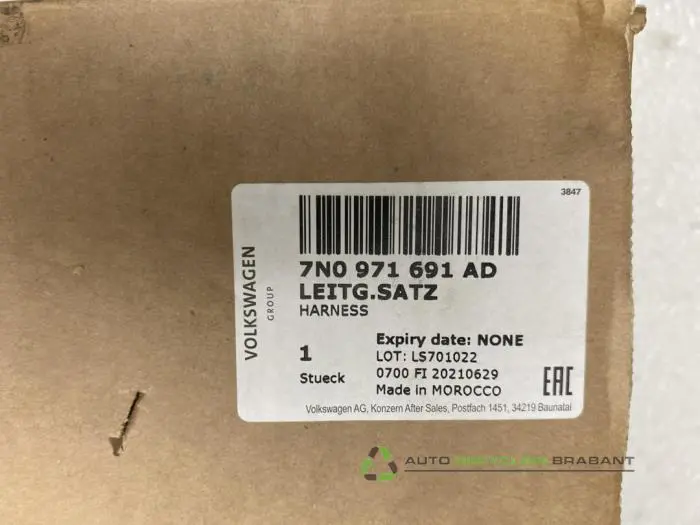 3847
VOLKSWAGEN
GROUP
7N0 971 691 AD
LEITG.SATZ
HARNESS
Expiry date: NONE
1
LOT: LS701022
Stueck
0700 FI 20210629
Made in MOROCCO
EAC
Volkswagen AG, Konzern After Sales, Postfach 1451, 34219 Baunatal
AUTO RECYCLING BRABANT